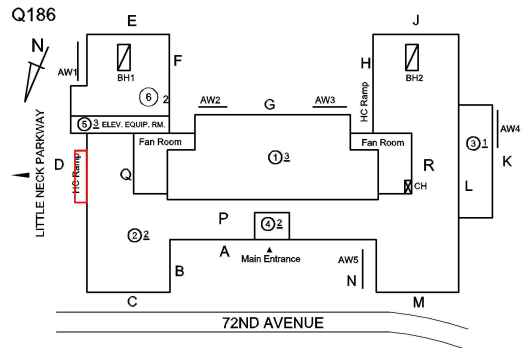 Q186
N
E
J
AW1
BH1
F
6 2
H
BH2
HC Ramp
AW2
G
AW3
5 3 ELEV. EQUIP. RM.
Fan Room
Fan Room
AW4
3 1
K
LITTLE NECK PARKWAY
D
HC Ramp
Q
1 3
R
CH
L
P
4 2
2 2
A
Main Entrance
B
AW5
N
C
M
72ND AVENUE